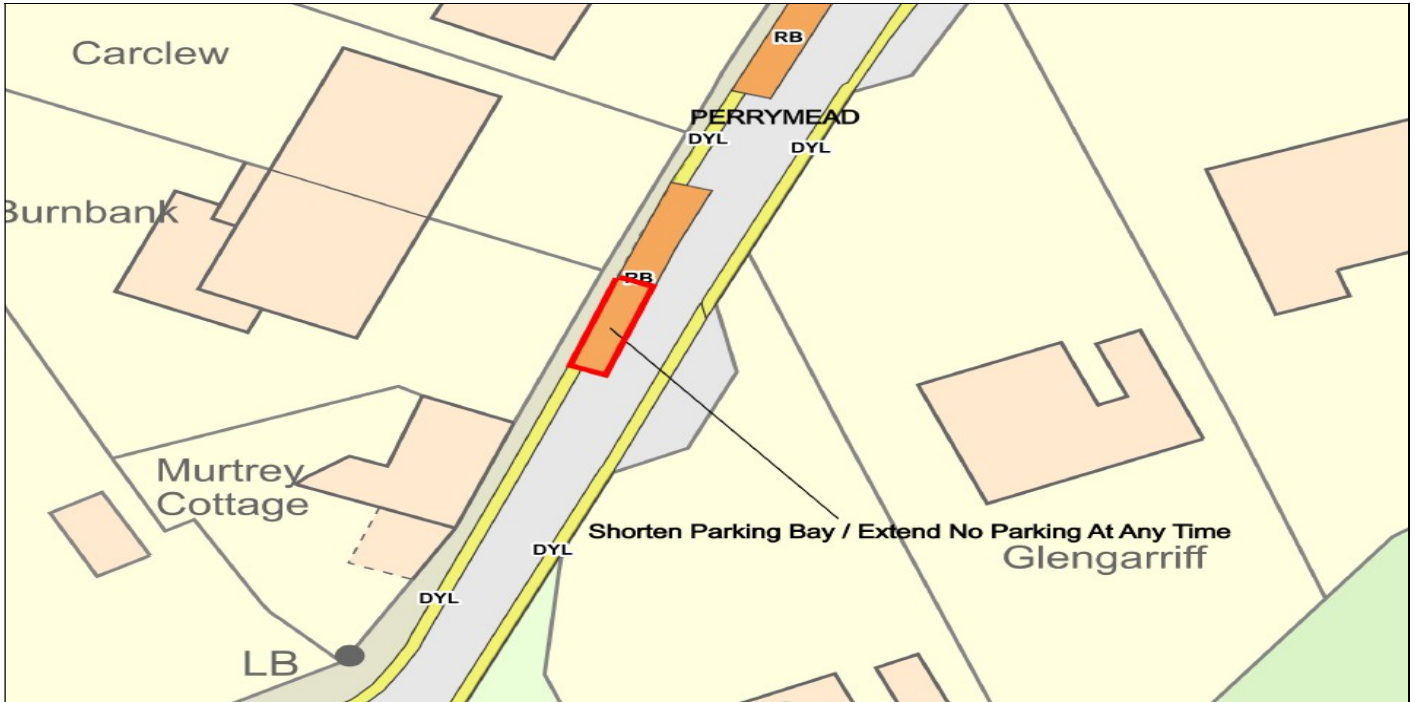 RB
Carclew
PERRYMEAD
DYL
DYL
Burnbank
RB
Murtrey
Cottage
Shorten Parking Bay / Extend No Parking At Any Time
DYL
Glengarriff
DYL
LB